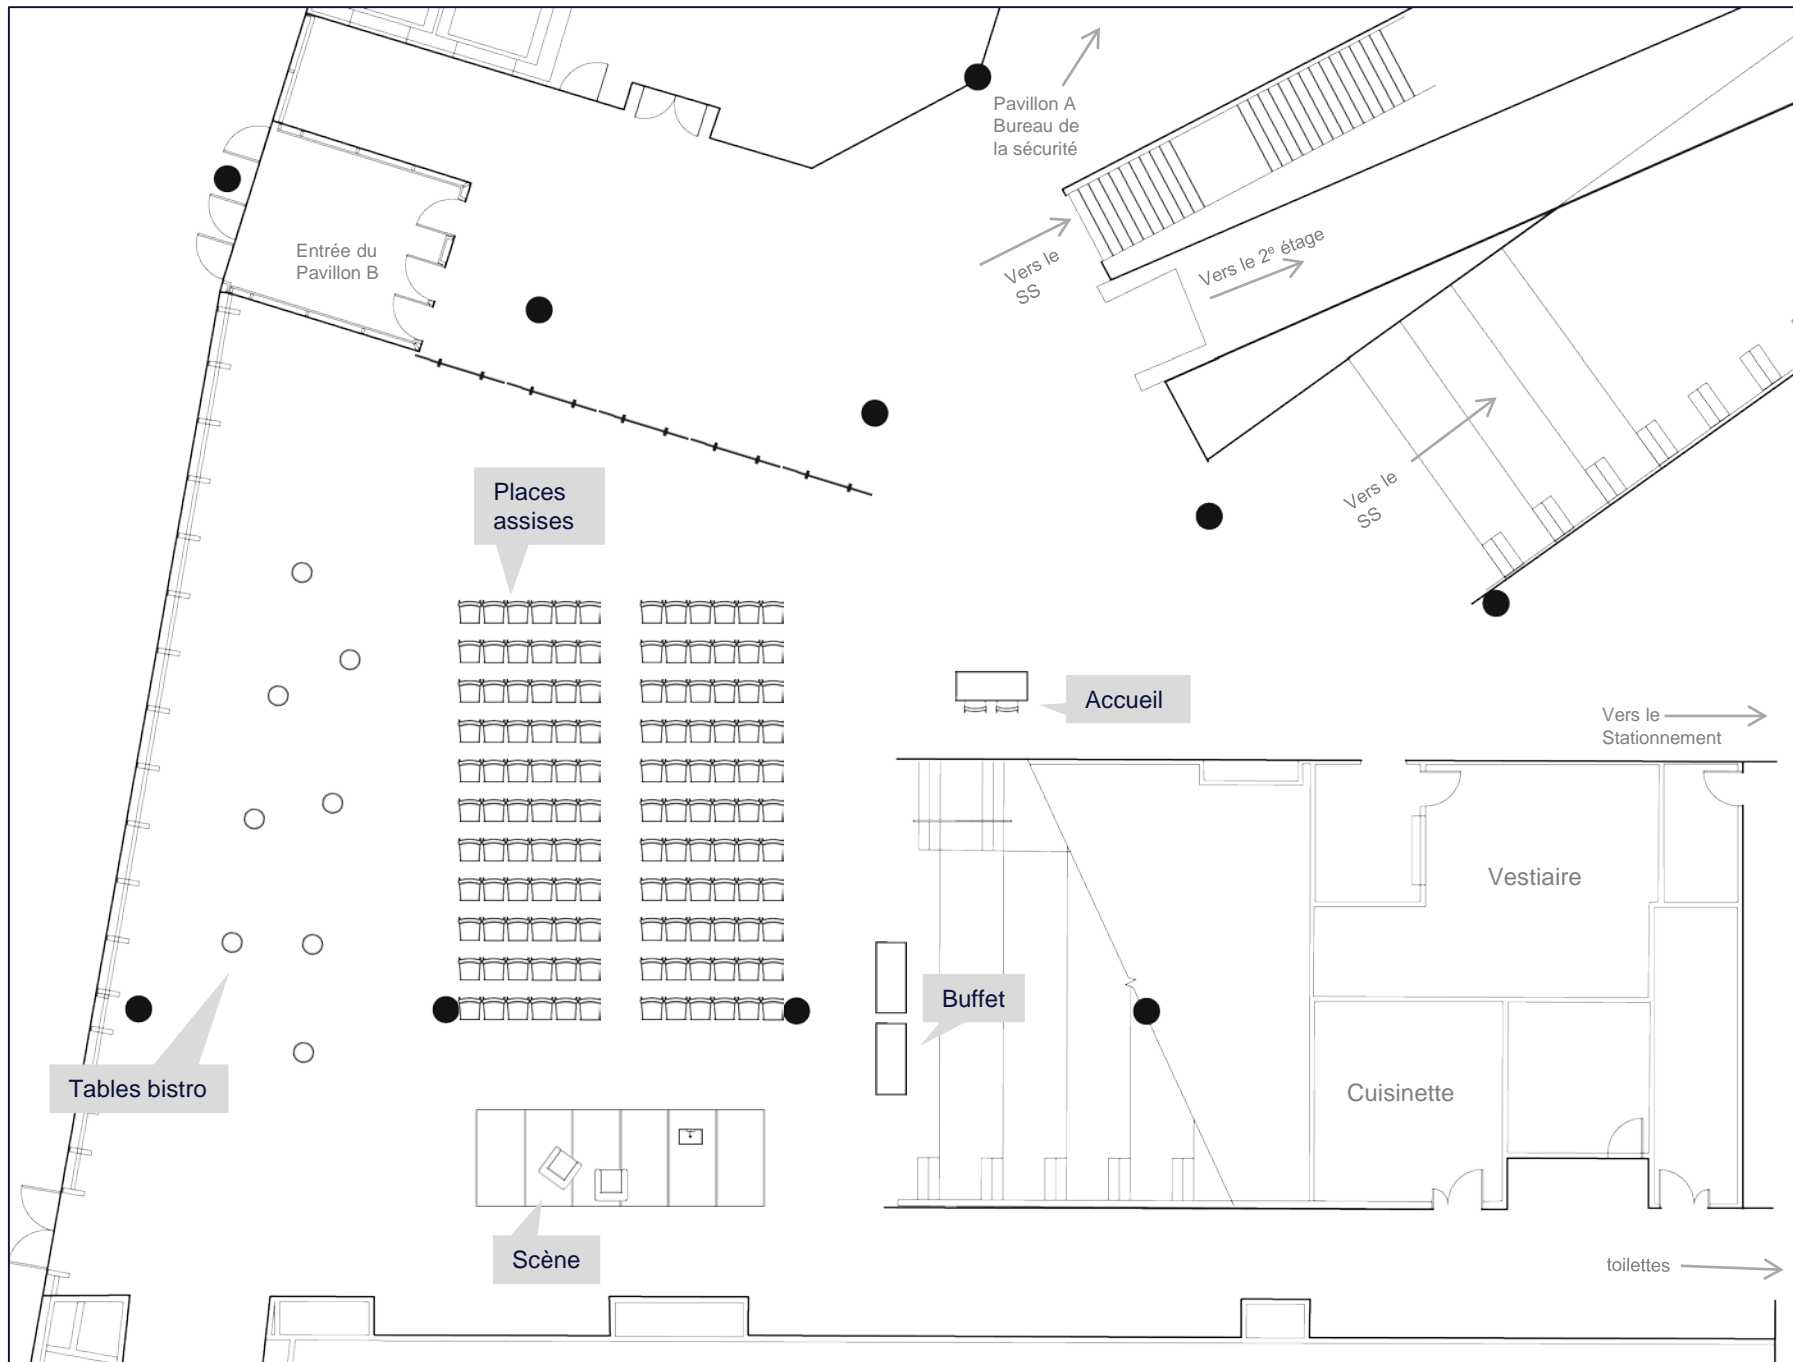 Pavillon A
Bureau de
la sécurité
Entrée du
Pavillon B
Vers le
SS
Vers le 2e étage
Places
assises
Vers le
SS
Accueil
Vers le
Stationnement
Vestiaire
Buffet
Tables bistro
Cuisinette
Scène
toilettes